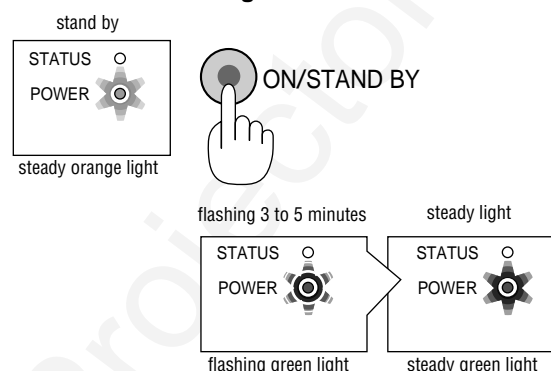 stand by
STATUS
POWER
steady orange light
ON/STAND BY
flashing 3 to 5 minutes
STATUS
POWER
flashing green light
steady light
STATUS
POWER
steady green light